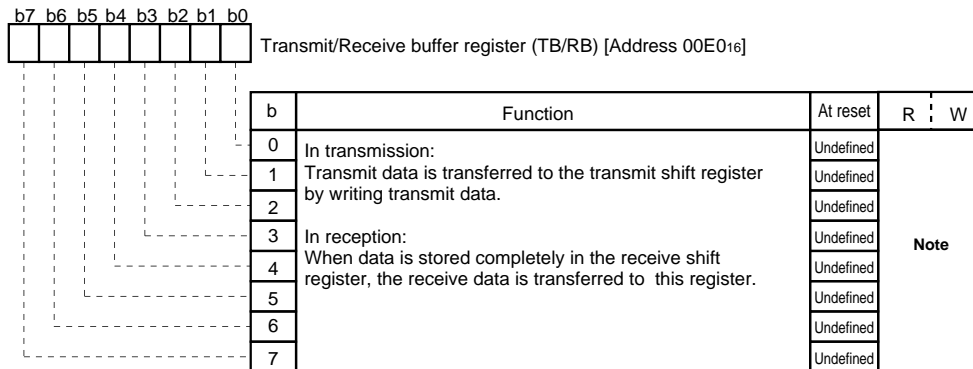 b7 b6 b5 b4 b3 b2 b1 b0
Transmit/Receive buffer register (TB/RB) [Address 00E016]
b Function At reset R W
0 In transmission: Undefined
1 Transmit data is transferred to the transmit shift register Undefined
2 by writing transmit data. Undefined
3 In reception: Undefined Note
4 When data is stored completely in the receive shift Undefined
5 register, the receive data is transferred to this register. Undefined
6 Undefined
7 Undefined